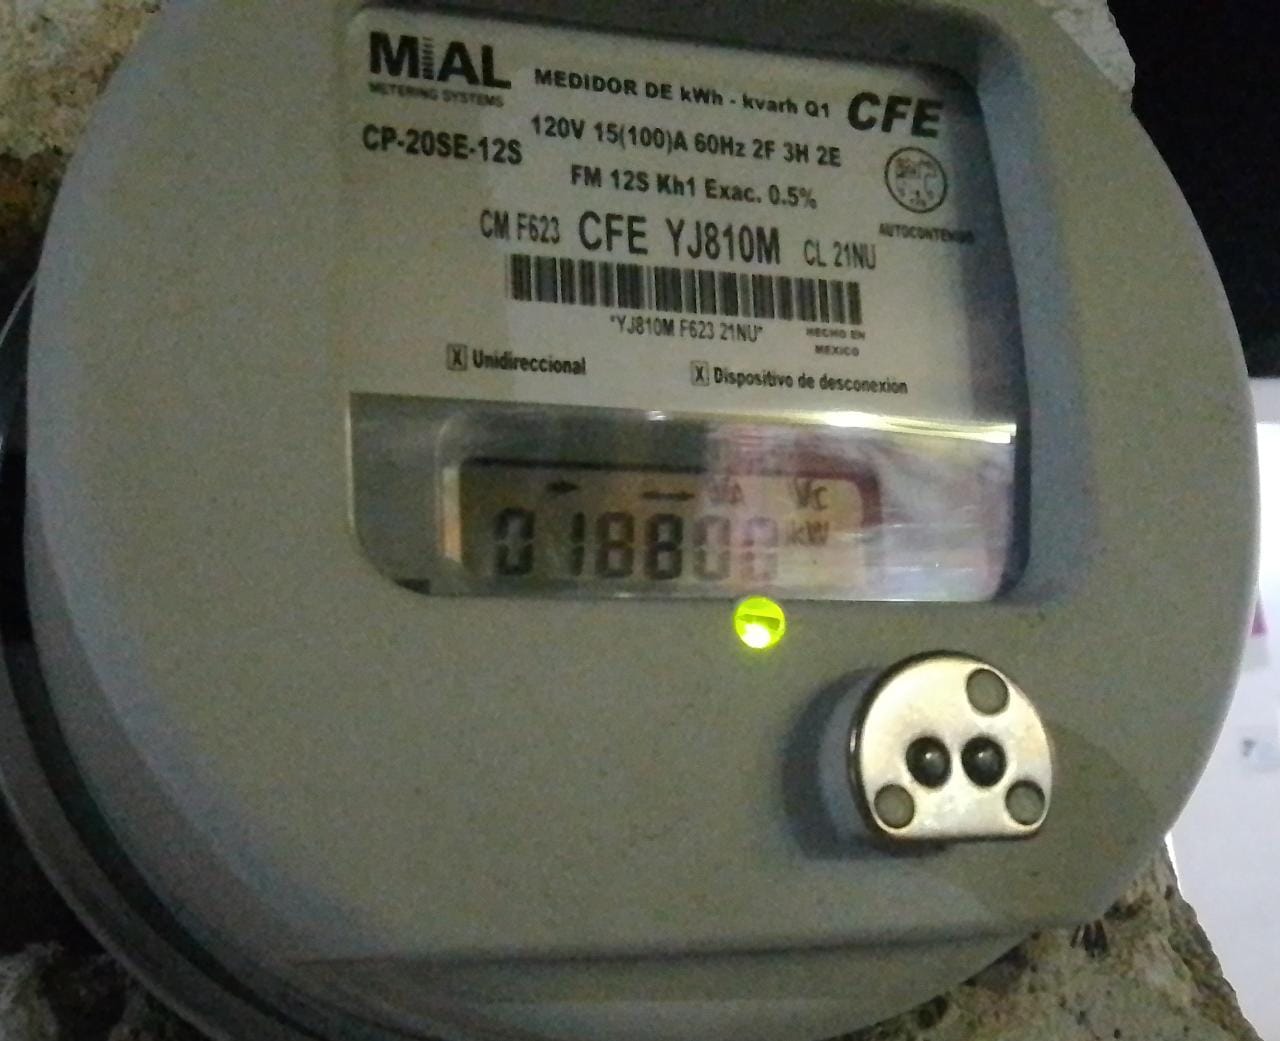 MIAL
METERING SYSTEMS
MEDIDOR DE kWh - kvarh Q1
CFE
CP-20SE-12S
120V 15(100)A 60Hz 2F 3H 2E
FM 12S Kh1 Exac. 0.5%
AUTOCONTENIDO
CM F623 CFE YJ810M CL 21NU
*YJ810M F623 21NU*
HECHO EN
MEXICO
X Unidireccional
X Dispositivo de desconexion
Vc
01880
kW